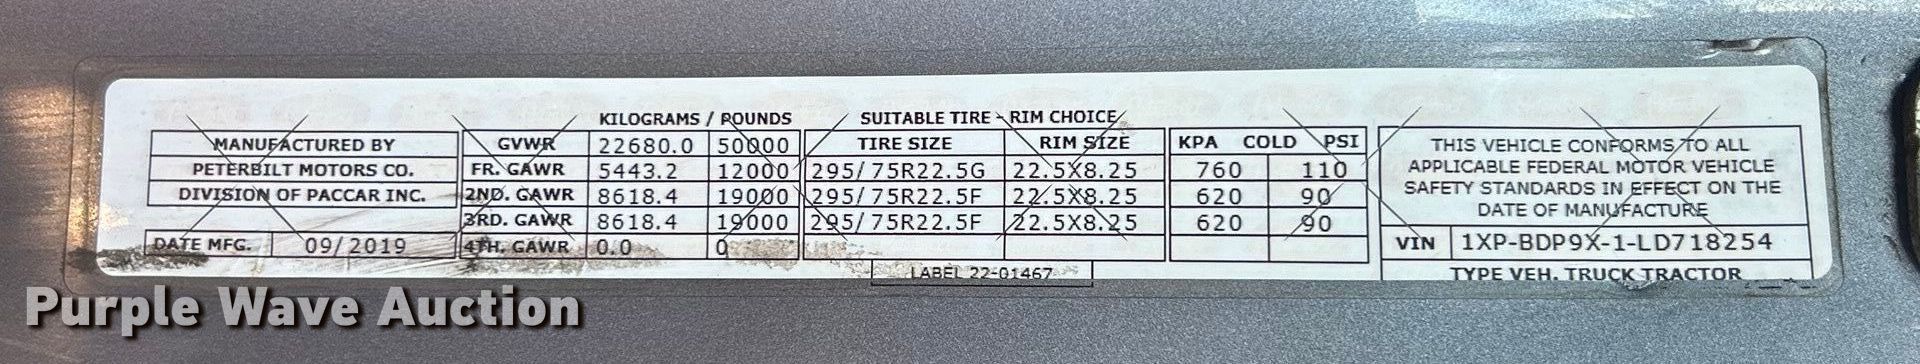 KILOGRAMS / POUNDS SUITABLE TIRE - RIM CHOICE
MANUFACTURED BY GVWR 22680.0 50000 TIRE SIZE RIM SIZE KPA COLD PSI
PETERBILT MOTORS CO. FR. GAWR 5443.2 12000 295/75R22.5G 22.5X8.25 760 110
DIVISION OF PACCAR INC. 2ND. GAWR 8618.4 19000 295/75R22.5F 22.5X8.25 620 90
3RD. GAWR 8618.4 19000 295/75R22.5F 22.5X8.25 620 90
DATE MFG. 09/2019 4TH. GAWR 0.0 0
THIS VEHICLE CONFORMS TO ALL
APPLICABLE FEDERAL MOTOR VEHICLE
SAFETY STANDARDS IN EFFECT ON THE
DATE OF MANUFACTURE
VIN 1XP-BDP9X-1-LD718254
LABEL 22-01467
TYPE VEH. TRUCK TRACTOR
Purple Wave Auction